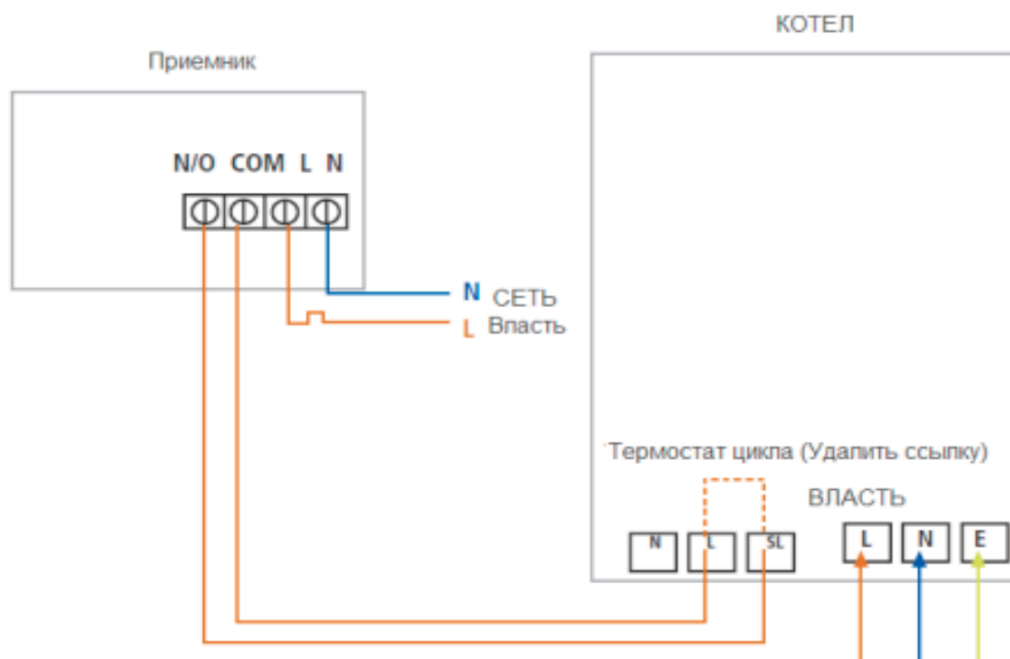 КОТЕЛ
Приемник
N/O COM L N
N СЕТЬ
L Власть
Термостат цикла (Удалить ссылку)
ВЛАСТЬ
N L SL L N E